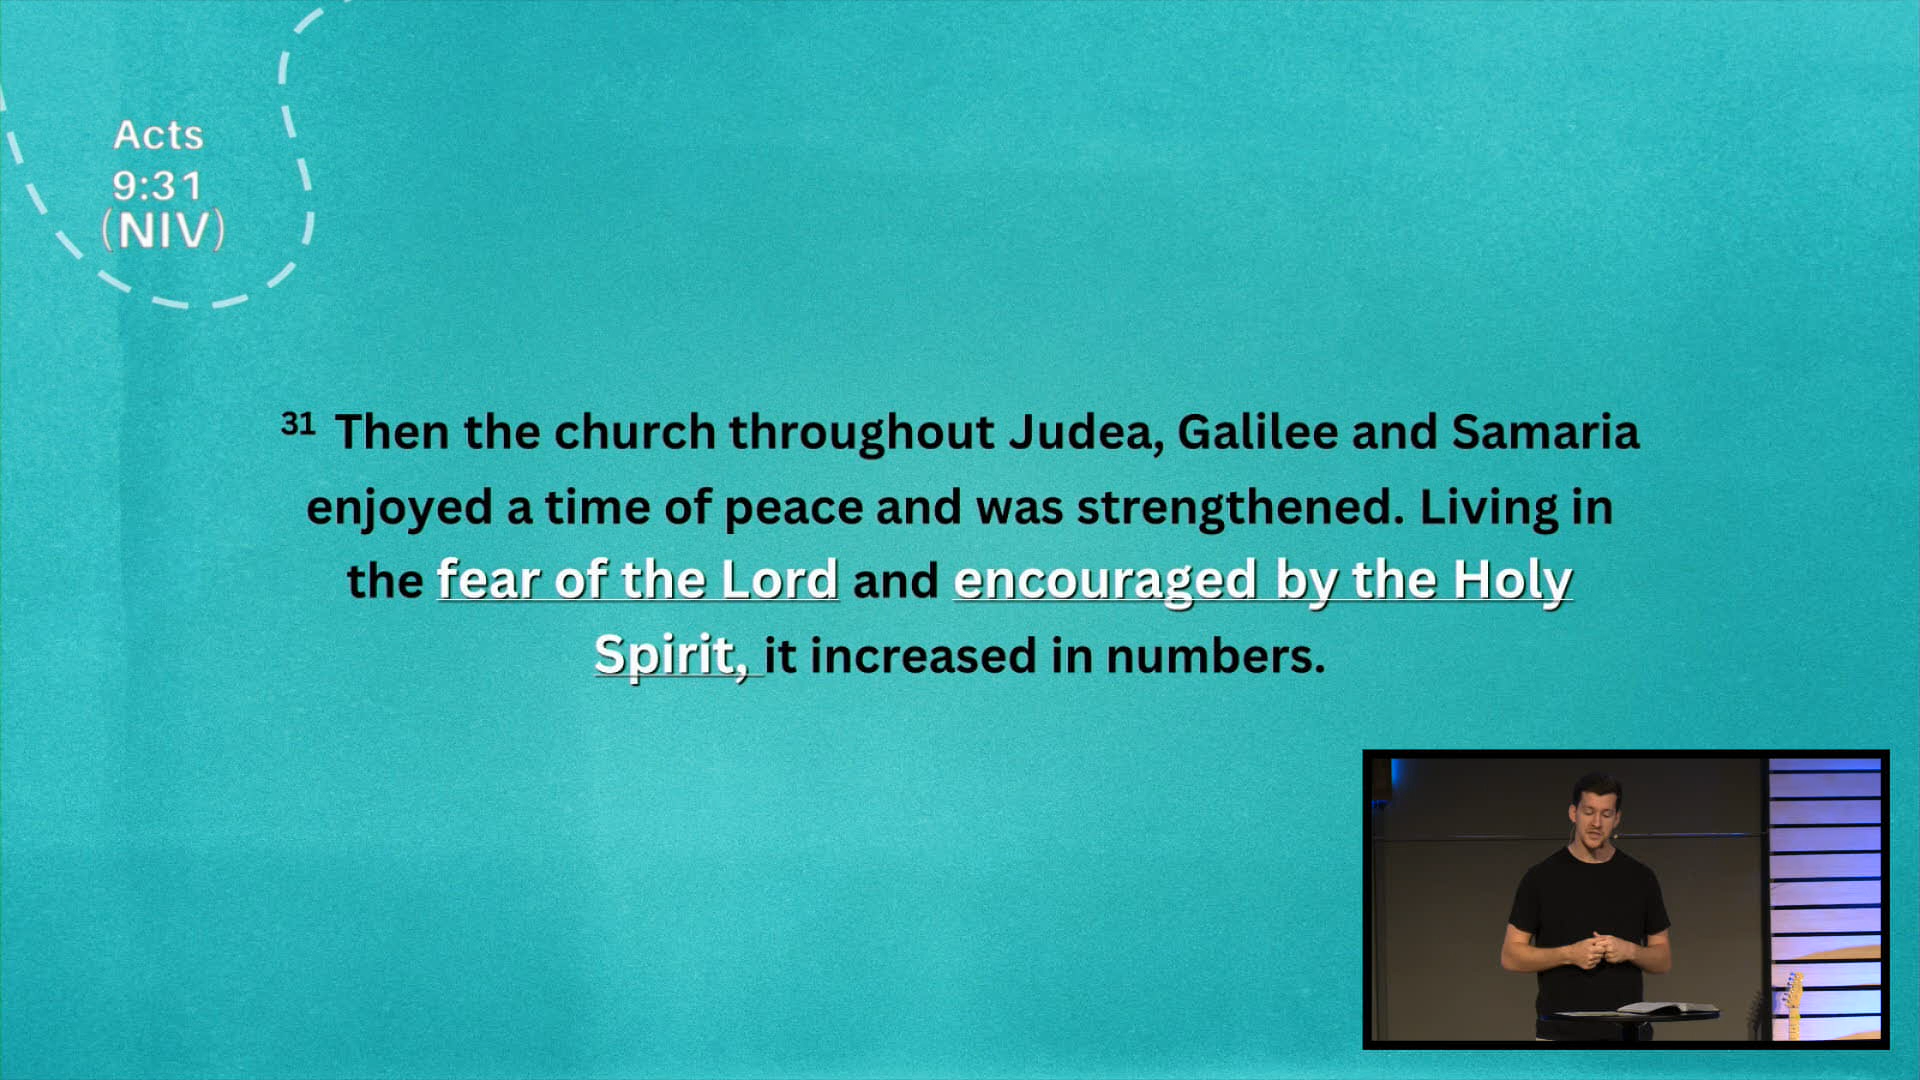 Acts
9:31
(NIV)
31 Then the church throughout Judea, Galilee and Samaria
enjoyed a time of peace and was strengthened. Living in
the fear of the Lord and encouraged by the Holy
Spirit, it increased in numbers.